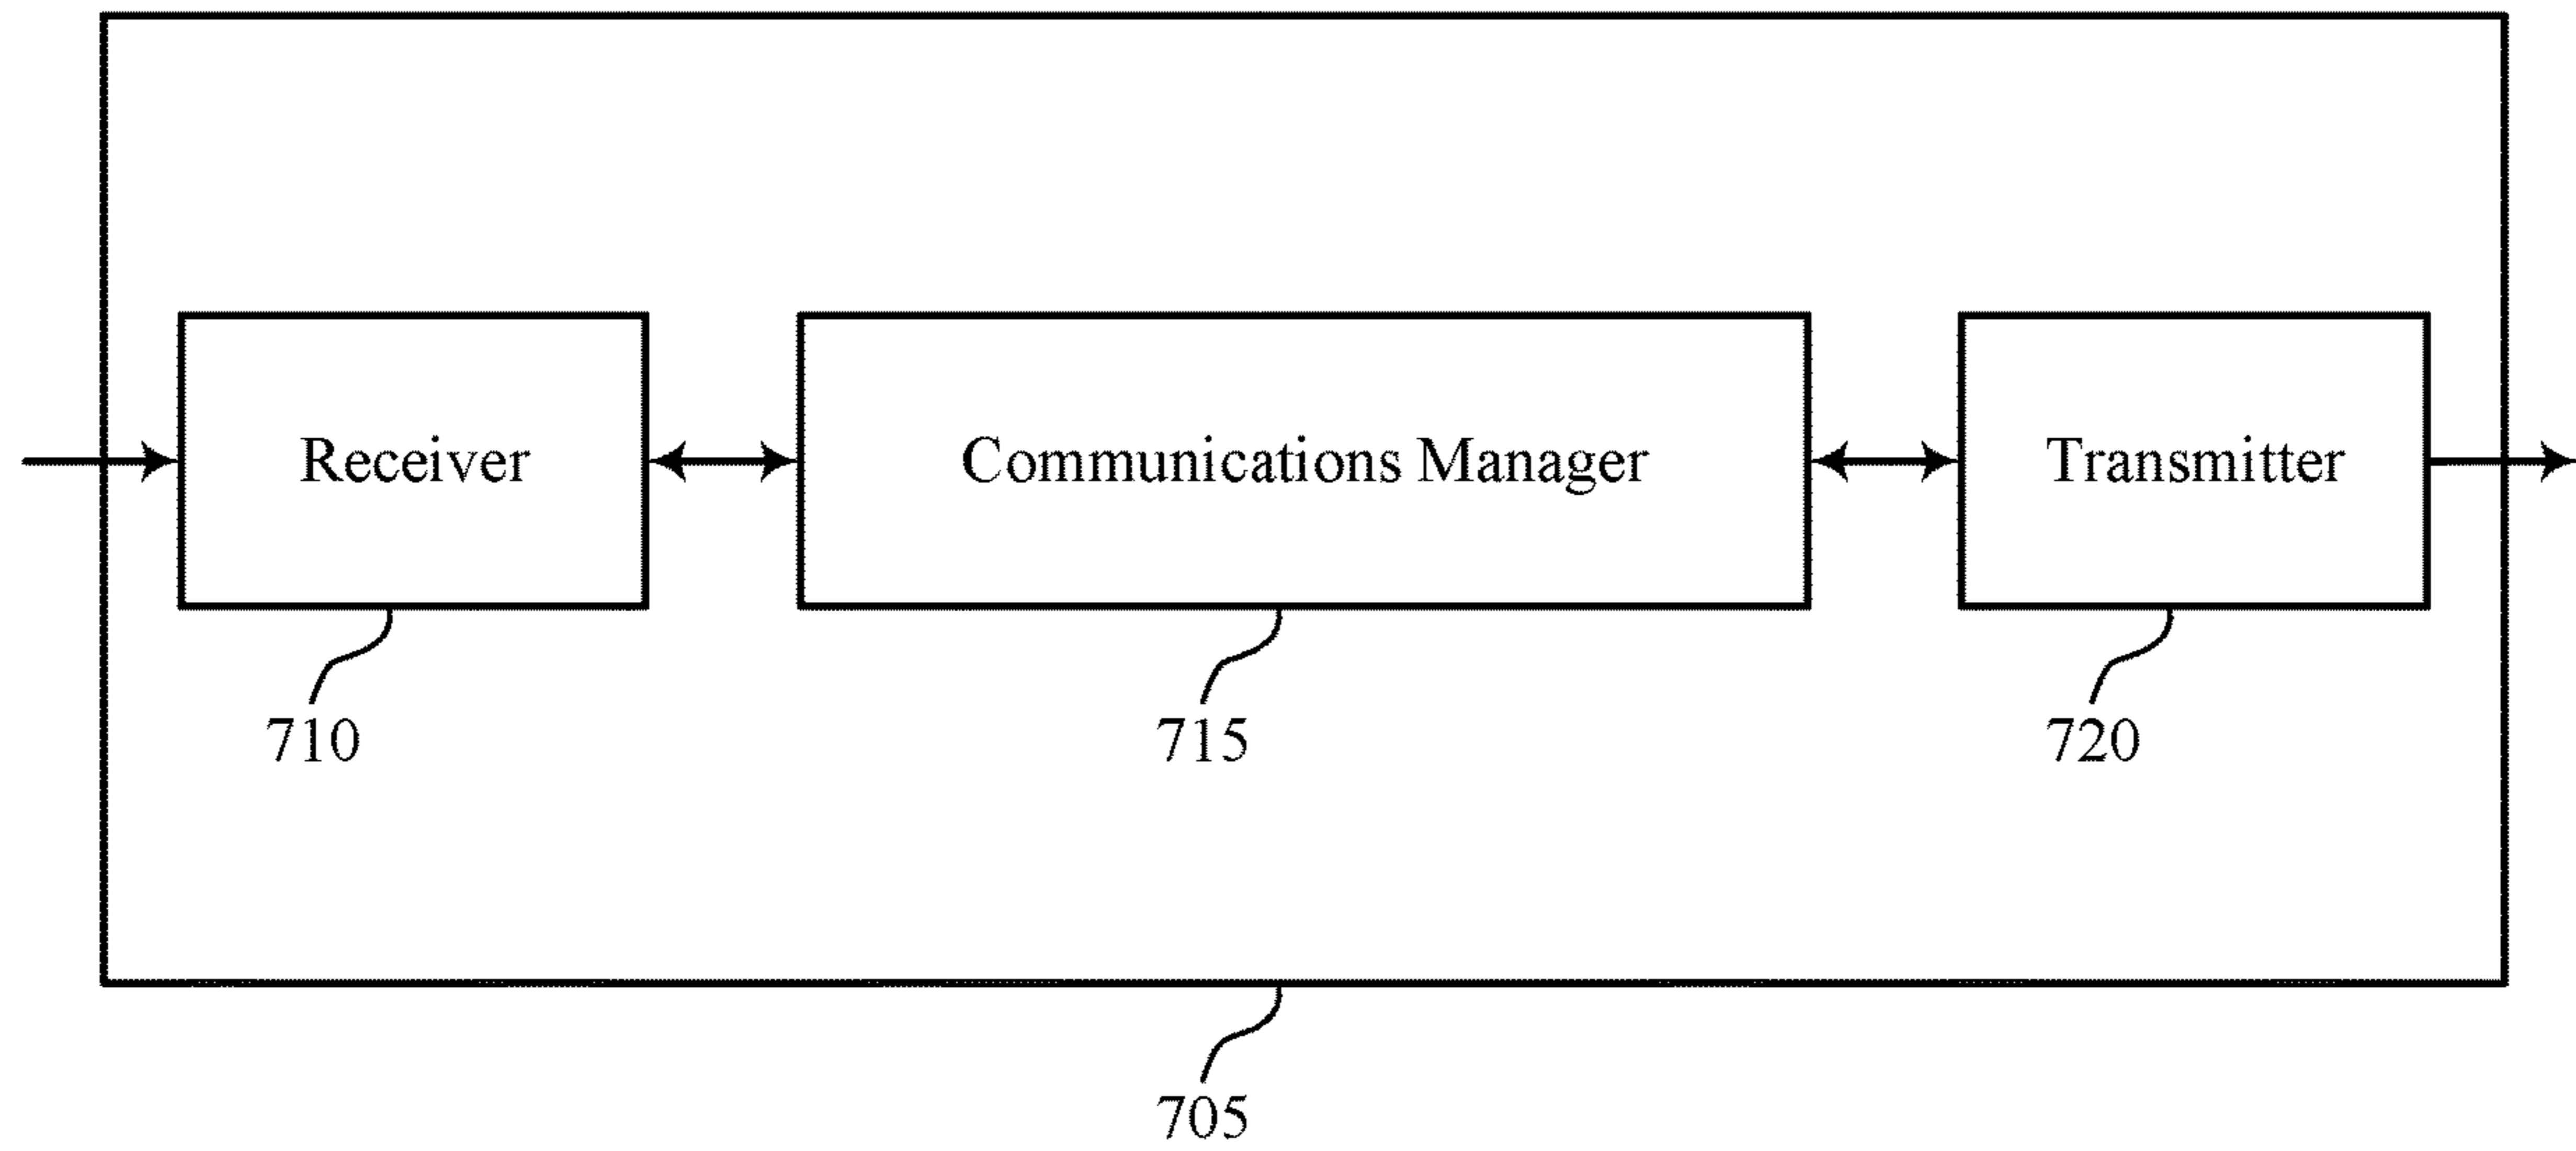 Receiver
Communications Manager
Transmitter
710
715
720
705